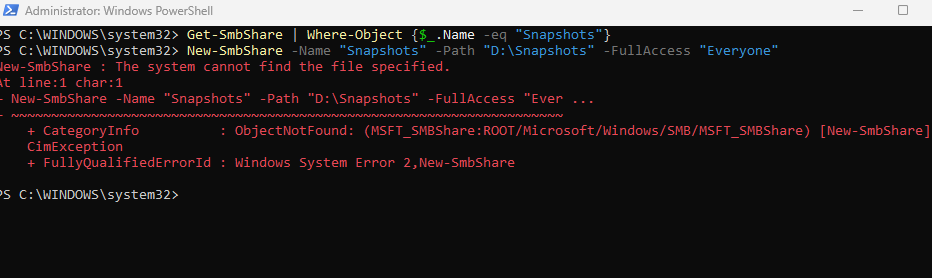 Administrator: Windows PowerShell
PS C:\WINDOWS\system32> Get-SmbShare | Where-Object {$_.Name -eq "Snapshots"}
PS C:\WINDOWS\system32> New-SmbShare -Name "Snapshots" -Path "D:\Snapshots" -FullAccess "Everyone"
New-SmbShare : The system cannot find the file specified.
At line:1 char:1
+ New-SmbShare -Name "Snapshots" -Path "D:\Snapshots" -FullAccess "Ever ...
+ ~~~~~~~~~~~~~~~~~~~~~~~~~~~~~~~~~~~~~~~~~~~~~~~~~~~~~~~~~~~~~~~~~~~~~
+ CategoryInfo : ObjectNotFound: (MSFT_SMBShare:ROOT/Microsoft/Windows/SMB/MSFT_SMBShare) [New-SmbShare]
CimException
+ FullyQualifiedErrorId : Windows System Error 2,New-SmbShare
PS C:\WINDOWS\system32>